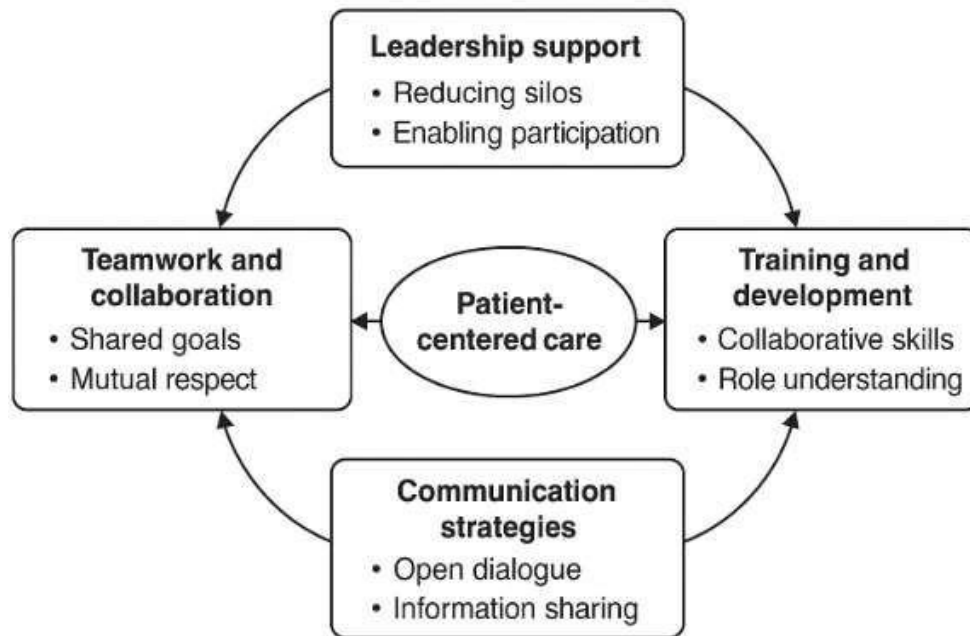 Leadership support
• Reducing silos
• Enabling participation
Teamwork and
collaboration
• Shared goals
• Mutual respect
Patient-
centered care
Training and
development
• Collaborative skills
• Role understanding
Communication
strategies
• Open dialogue
• Information sharing